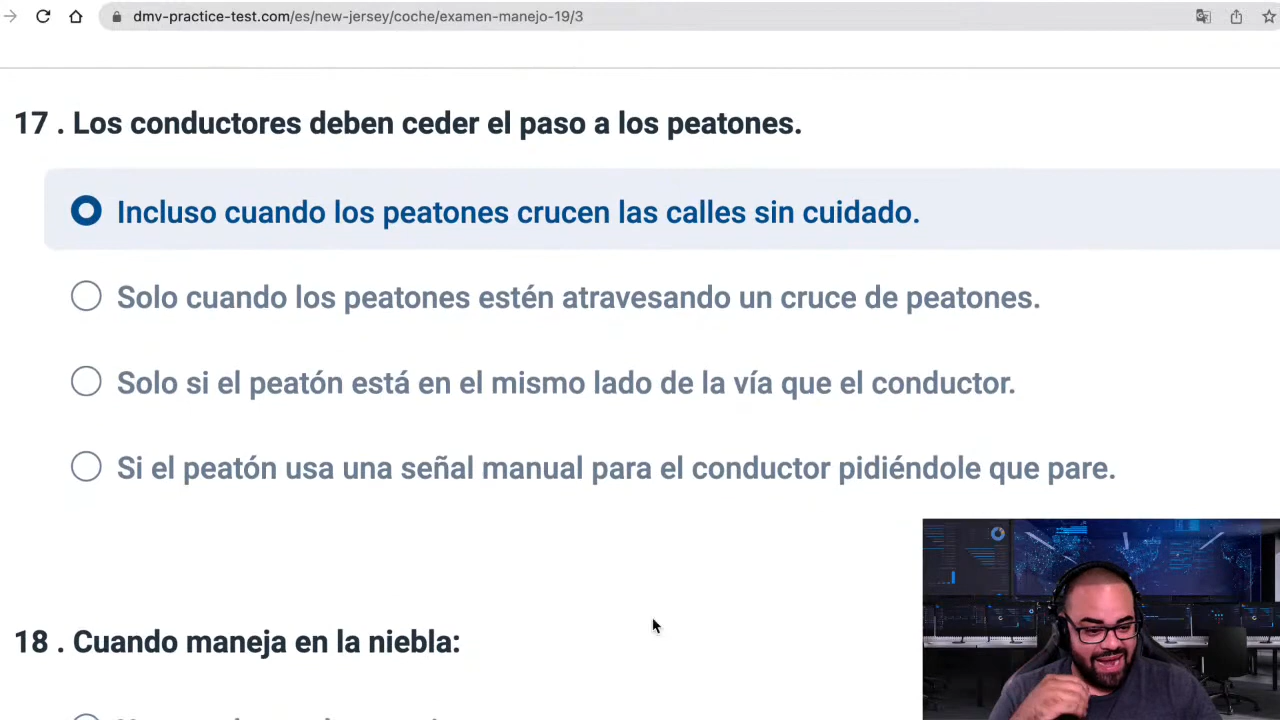 dmv-practice-test.com/es/new-jersey/coche/examen-manejo-19/3
17 . Los conductores deben ceder el paso a los peatones.
Incluso cuando los peatones crucen las calles sin cuidado.
Solo cuando los peatones estén atravesando un cruce de peatones.
Solo si el peatón está en el mismo lado de la vía que el conductor.
Si el peatón usa una señal manual para el conductor pidiéndole que pare.
18 . Cuando maneja en la niebla: